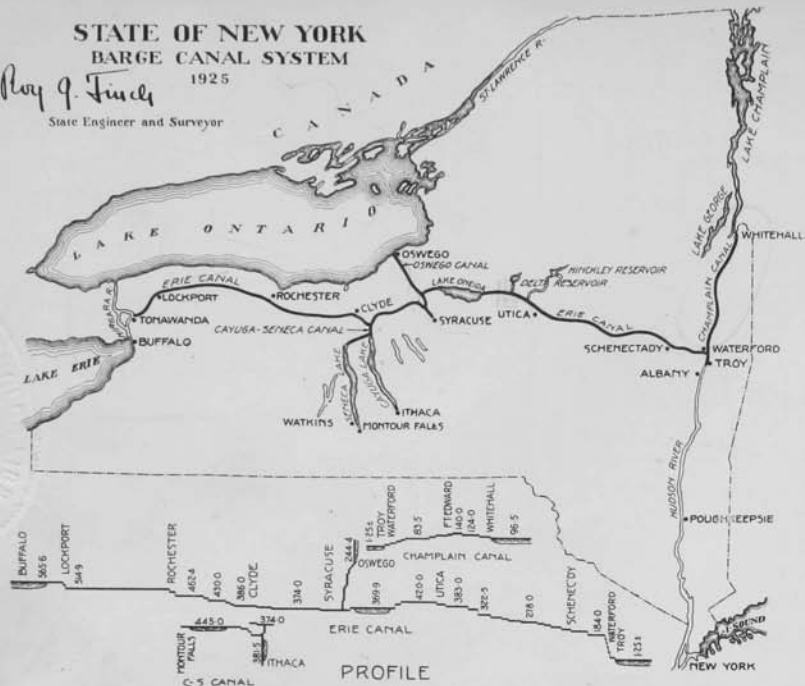 STATE OF NEW YORK
BARGE CANAL SYSTEM
1925
Roy G. Finch
State Engineer and Surveyor
CANADA
ST. LAWRENCE R.
LAKE CHAMPLAIN
LAKE ONTARIO
LAKE GEORGE
WHITEHALL
OSWEGO
OSWEGO CANAL
CHAMPLAIN CANAL
HINCKLEY RESERVOIR
DELTA RESERVOIR
LAKE ONEIDA
ERIE CANAL
LOCKPORT
ROCHESTER
CLYDE
NIAGARA R.
TONAWANDA
CAYUGA-SENECA CANAL
SYRACUSE
UTICA
ERIE CANAL
SCHENECTADY
WATERFORD
TROY
ALBANY
BUFFALO
LAKE ERIE
SENECA LAKE
CAYUGA LAKE
ITHACA
WATKINS
MONTOUR FALLS
HUDSON RIVER
POUGHKEEPSIE
L.I. SOUND
NEW YORK
BUFFALO
565.6
LOCKPORT
514.9
ROCHESTER
462.4
430.0
386.0
CLYDE
374.0
SYRACUSE
244.4
OSWEGO
1.25±
TROY
WATERFORD
83.5
FT. EDWARD
140.0
124.0
WHITEHALL
96.5
CHAMPLAIN CANAL
369.9
420.0
UTICA
383.0
322.5
278.0
SCHENEC'DY
184.0
WATERFORD
TROY
1.25±
ERIE CANAL
445.0
374.0
MONTOUR FALLS
381.5
ITHACA
C-S CANAL
PROFILE